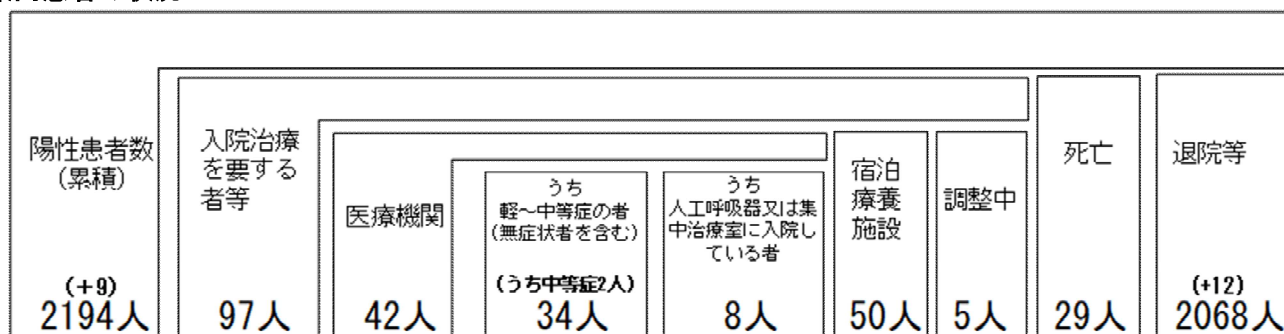 陽性患者数
(累積)
(+9)
2194人
入院治療
を要する
者等
97人
医療機関
42人
うち
軽~中等症の者
(無症状者を含む)
(うち中等症2人)
34人
うち
人工呼吸器又は集
中治療室に入院し
ている者
8人
宿泊
療養
施設
50人
調整中
5人
死亡
29人
退院等
(+12)
2068人